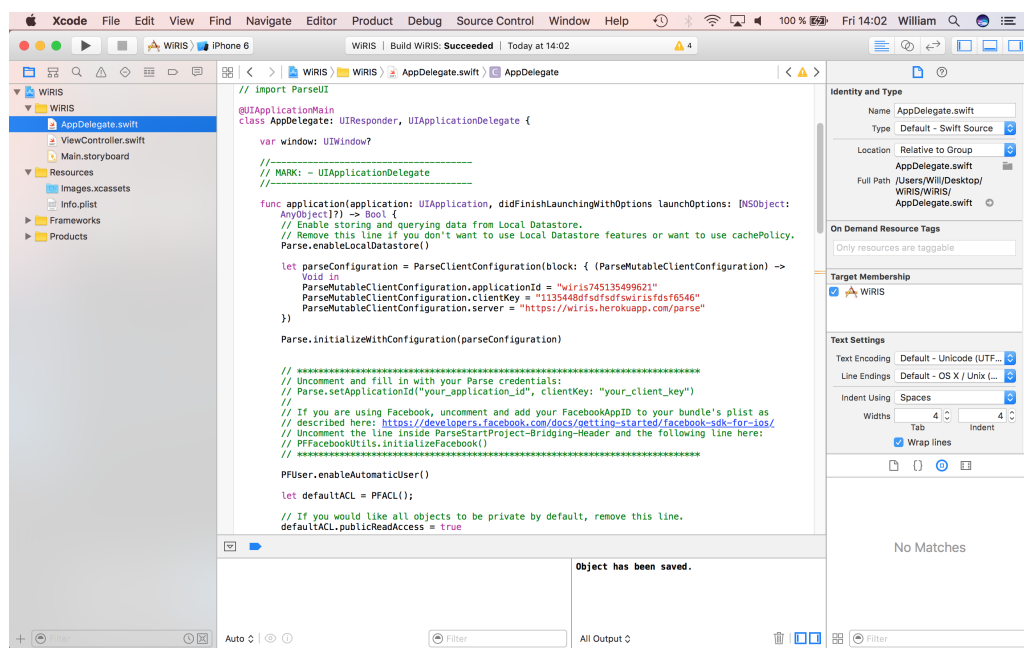 Xcode File Edit View Find Navigate Editor Product Debug Source Control Window Help 100 % Fri 14:02 William
WiRIS iPhone 6 WiRIS | Build WiRIS: Succeeded | Today at 14:02 4
WiRIS WiRIS AppDelegate.swift C AppDelegate
WiRIS
WiRIS
AppDelegate.swift
ViewController.swift
Main.storyboard
Resources
Images.xcassets
Info.plist
Frameworks
Products
Filter
// import ParseUI
@UIApplicationMain
class AppDelegate: UIResponder, UIApplicationDelegate {
var window: UIWindow?
//--------------------------------------
// MARK: - UIApplicationDelegate
//--------------------------------------
func application(application: UIApplication, didFinishLaunchingWithOptions launchOptions: [NSObject:
AnyObject]?) -> Bool {
// Enable storing and querying data from Local Datastore.
// Remove this line if you don't want to use Local Datastore features or want to use cachePolicy.
Parse.enableLocalDatastore()
let parseConfiguration = ParseClientConfiguration(block: { (ParseMutableClientConfiguration) ->
Void in
ParseMutableClientConfiguration.applicationId = "wiris745135499621"
ParseMutableClientConfiguration.clientKey = "1135448dfsdfsdfswirisfdsf6546"
ParseMutableClientConfiguration.server = "https://wiris.herokuapp.com/parse"
})
Parse.initializeWithConfiguration(parseConfiguration)
// ****************************************************************************
// Uncomment and fill in with your Parse credentials:
// Parse.setApplicationId("your_application_id", clientKey: "your_client_key")
//
// If you are using Facebook, uncomment and add your FacebookAppID to your bundle's plist as
// described here: https://developers.facebook.com/docs/getting-started/facebook-sdk-for-ios/
// Uncomment the line inside ParseStartProject-Bridging-Header and the following line here:
// PFFacebookUtils.initializeFacebook()
// ****************************************************************************
PFUser.enableAutomaticUser()
let defaultACL = PFACL();
// If you would like all objects to be private by default, remove this line.
defaultACL.publicReadAccess = true
Auto
Filter
Object has been saved.
All Output
Identity and Type
Name AppDelegate.swift
Type Default - Swift Source
Location Relative to Group
AppDelegate.swift
Full Path /Users/Will/Desktop/
WiRIS/WiRIS/
AppDelegate.swift
On Demand Resource Tags
Only resources are taggable
Target Membership
WiRIS
Text Settings
Text Encoding Default - Unicode (UTF...
Line Endings Default - OS X / Unix (...
Indent Using Spaces
Widths 4 4
Tab Indent
Wrap lines
No Matches
Filter